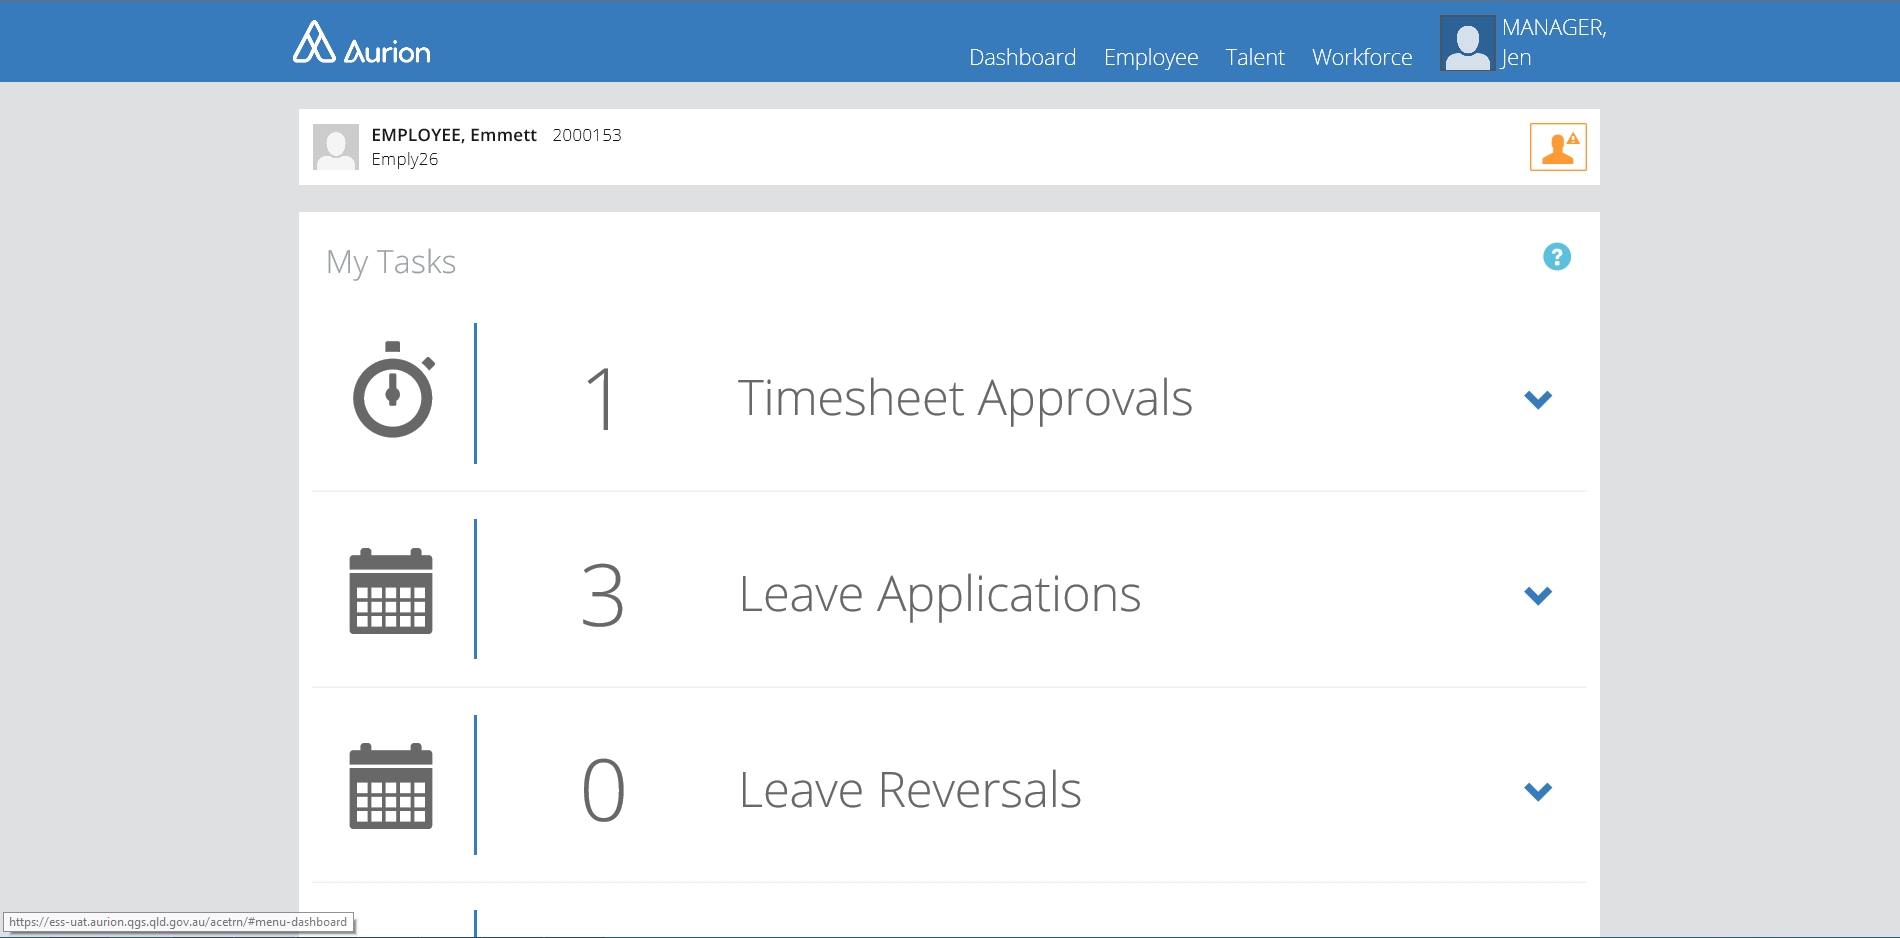 Aurion
Dashboard Employee Talent Workforce
MANAGER,
Jen
EMPLOYEE, Emmett 2000153
Emply26
My Tasks
?
1 Timesheet Approvals
3 Leave Applications
0 Leave Reversals
https://ess-uat.aurion.qgs.qld.gov.au/acetrn/#menu-dashboard